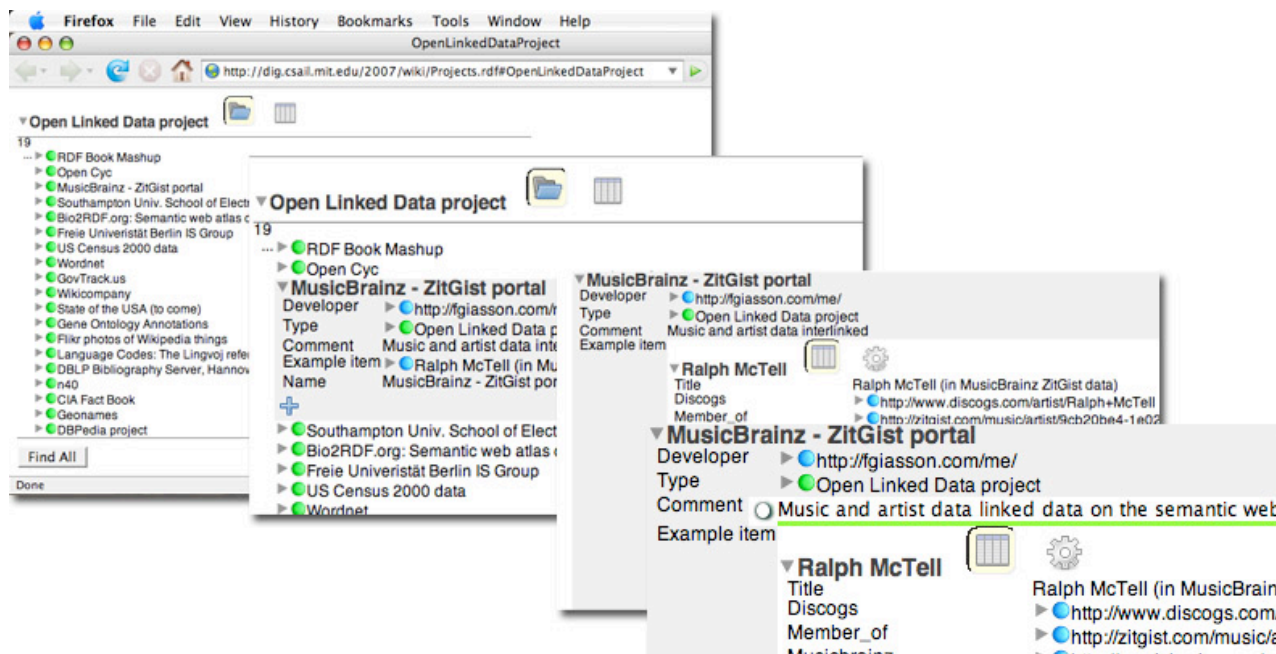 Firefox File Edit View History Bookmarks Tools Window Help
OpenLinkedDataProject
http://dig.csail.mit.edu/2007/wiki/Projects.rdf#OpenLinkedDataProject
Open Linked Data project
19
... RDF Book Mashup
Open Cyc
MusicBrainz - ZitGist portal
Southampton Univ. School of Elect
Bio2RDF.org: Semantic web atlas
Freie Univeristät Berlin IS Group
US Census 2000 data
Wordnet
GovTrack.us
Wikicompany
State of the USA (to come)
Gene Ontology Annotations
Flikr photos of Wikipedia things
Language Codes: The Lingvoj
DBLP Bibliography Server,
n40
CIA Fact Book
Geonames
DBPedia project
Find All
Done
Open Linked Data project
19
... RDF Book Mashup
Open Cyc
MusicBrainz - ZitGist portal
Developer http://fgiasson.com/
Type Open Linked Data
Comment Music and artist data
Example item Ralph McTell (in
Name MusicBrainz - ZitGist
Southampton Univ. School of Elect
Bio2RDF.org: Semantic web atlas
Freie Univeristät Berlin IS Group
US Census 2000 data
Wordnet
MusicBrainz - ZitGist portal
Developer http://fgiasson.com/me/
Type Open Linked Data project
Comment Music and artist data interlinked
Example item
Ralph McTell
Title Ralph McTell (in MusicBrainz ZitGist data)
Discogs http://www.discogs.com/artist/Ralph+McTell
Member_of http://zitgist.com/music/artist/9cb20be4-1e02
MusicBrainz - ZitGist portal
Developer http://fgiasson.com/me/
Type Open Linked Data project
Comment Music and artist data linked data on the semantic web
Example item
Ralph McTell
Title Ralph McTell (in MusicBrain
Discogs http://www.discogs.com/
Member_of http://zitgist.com/music/a